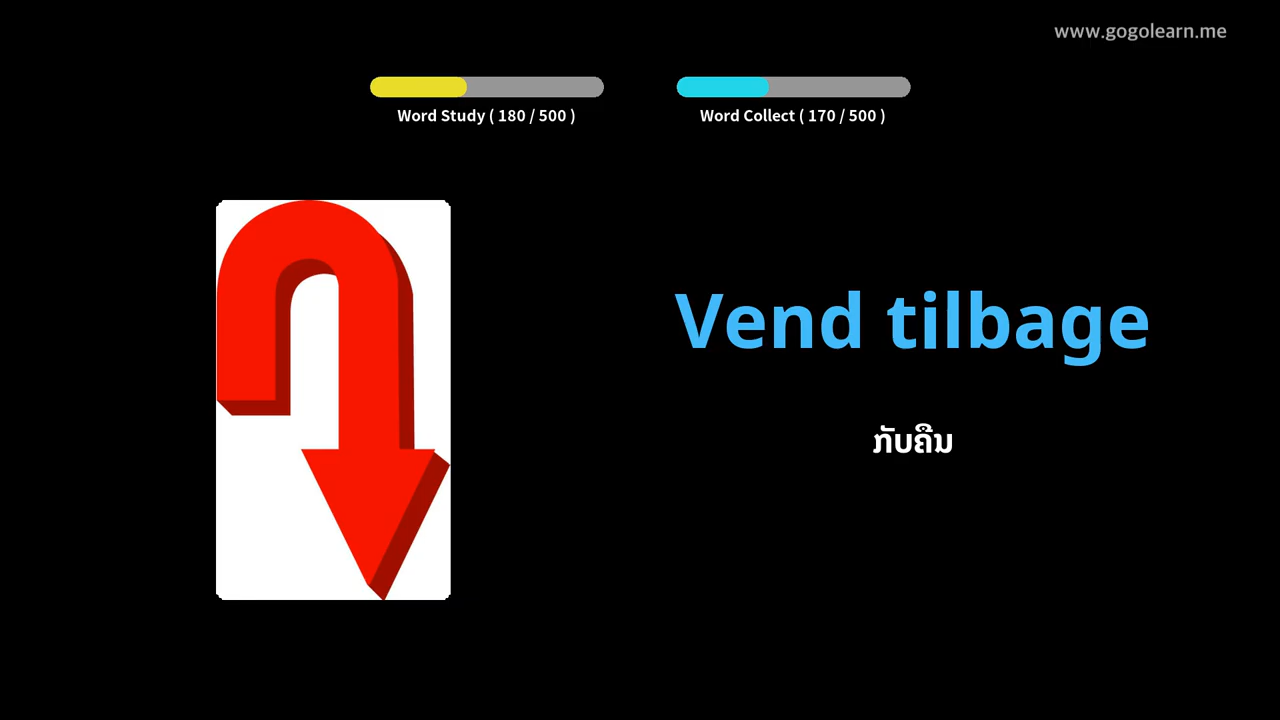 www.gogolearn.me
Word Study ( 180 / 500 )
Word Collect ( 170 / 500 )
Vend tilbage
ກັບຄືນ